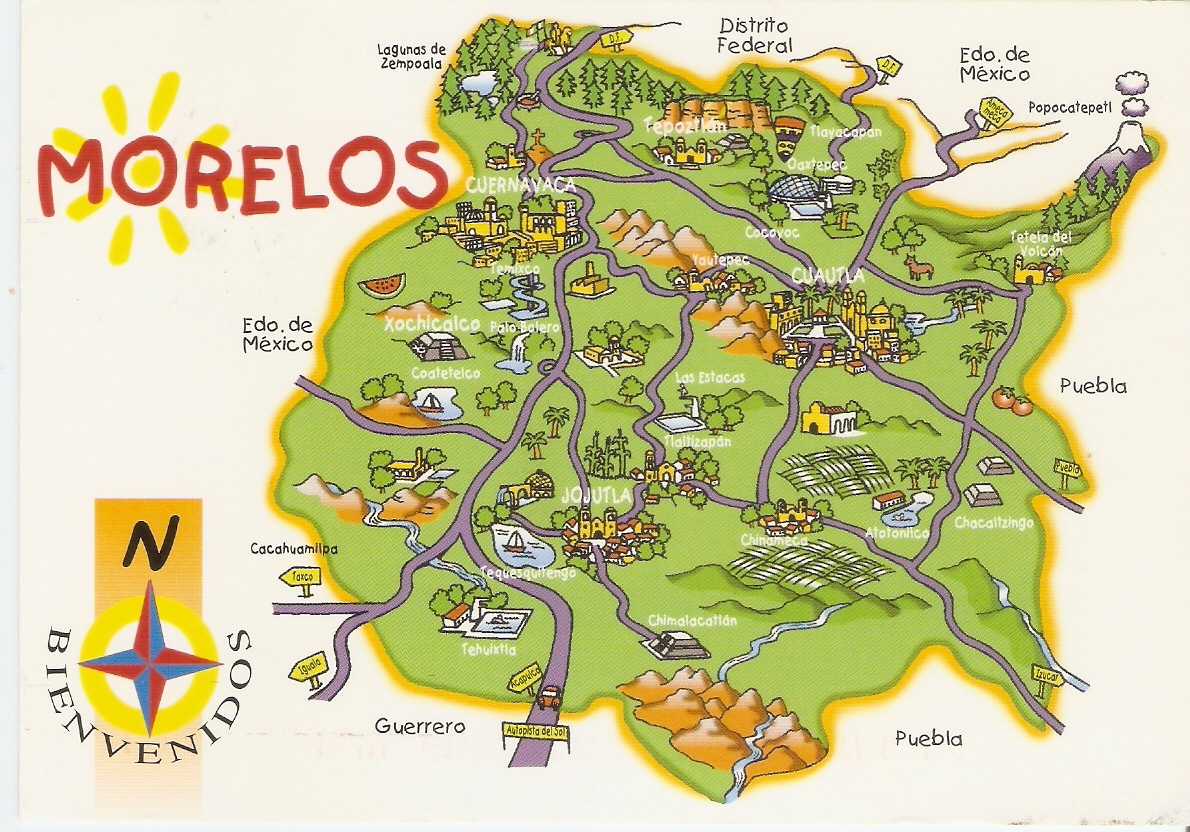 Distrito
Federal
Lagunas de
Zempoala
D.F.
D.F.
Edo. de
México
Ameca
meca
Popocatepetl
MORELOS
Tepoztlán
Tlayacapan
Oaxtepec
CUERNAVACA
Cocoyoc
Tetela del
Volcán
Temixco
Yautepec
CUAUTLA
Edo. de
México
Xochicalco
Palo Bolero
Coatetelco
Las Estacas
Puebla
Tlaltizapán
Puebla
JOJUTLA
Chinameca
Atotonilco
Chacaltzingo
N
Cacahuamilpa
Taxco
Tequesquitengo
Chimalacatlán
Tehuixtla
Iguala
Acapulco
Izucar
BIENVENIDOS
Guerrero
Autopista del Sol
Puebla